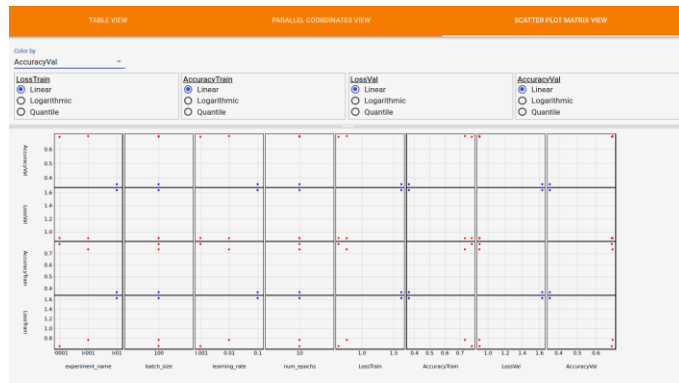 TABLE VIEW PARALLEL COORDINATES VIEW SCATTER PLOT MATRIX VIEW
Color by
AccuracyVal
LossTrain AccuracyTrain LossVal AccuracyVal
Linear Linear Linear Linear
Logarithmic Logarithmic Logarithmic Logarithmic
Quantile Quantile Quantile Quantile
AccuracyVal
0.6
0.5
0.4
LossVal
1.6
1.4
1.2
1.0
AccuracyTrain
0.7
0.6
0.5
0.4
LossTrain
1.6
1.4
1.2
1.0
0.8
100 0.01 0.1 10 1.0 1.5 0.4 0.5 0.6 0.7 1.0 1.2 1.4 1.6 0.4 0.5 0.6
experiment_name batch_size learning_rate num_epochs LossTrain AccuracyTrain LossVal AccuracyVal